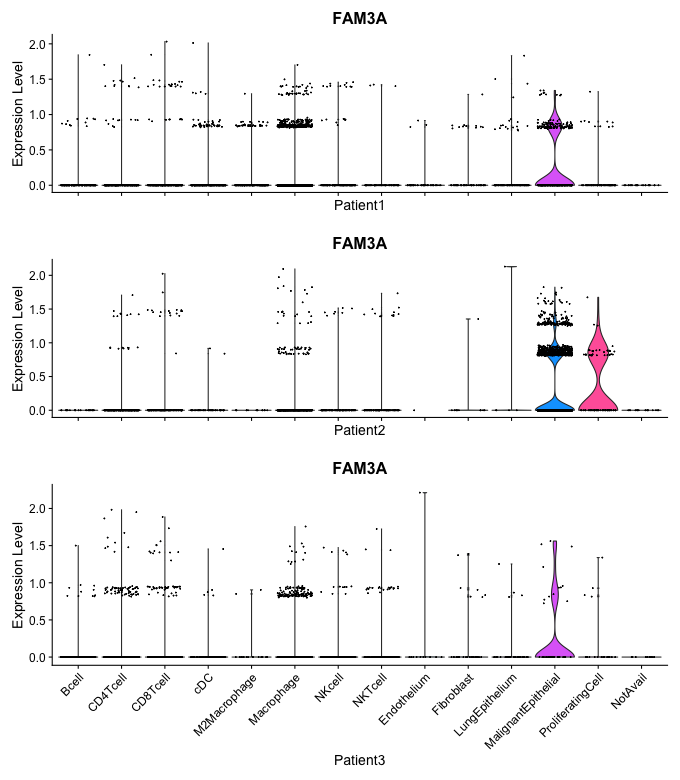 FAM3A
Expression Level
2.0
1.5
1.0
0.5
0.0
Patient1
FAM3A
Expression Level
2.0
1.5
1.0
0.5
0.0
Patient2
FAM3A
Expression Level
2.0
1.5
1.0
0.5
0.0
Bcell
CD4Tcell
CD8Tcell
cDC
M2Macrophage
Macrophage
NKcell
NKTcell
Endothelium
Fibroblast
LungEpithelium
MalignantEpithelial
ProliferatingCell
NotAvail
Patient3